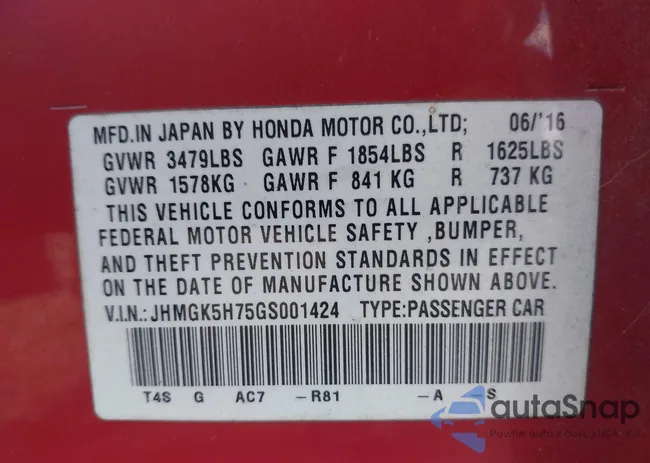 MFD.IN JAPAN BY HONDA MOTOR CO.,LTD; 06/'16
GVWR 3479LBS GAWR F 1854LBS R 1625LBS
GVWR 1578KG GAWR F 841 KG R 737 KG
THIS VEHICLE CONFORMS TO ALL APPLICABLE
FEDERAL MOTOR VEHICLE SAFETY ,BUMPER,
AND THEFT PREVENTION STANDARDS IN EFFECT
ON THE DATE OF MANUFACTURE SHOWN ABOVE.
V.I.N.:JHMGK5H75GS001424 TYPE:PASSENGER CAR
T4S G AC7 –R81 –A S
autoSnap